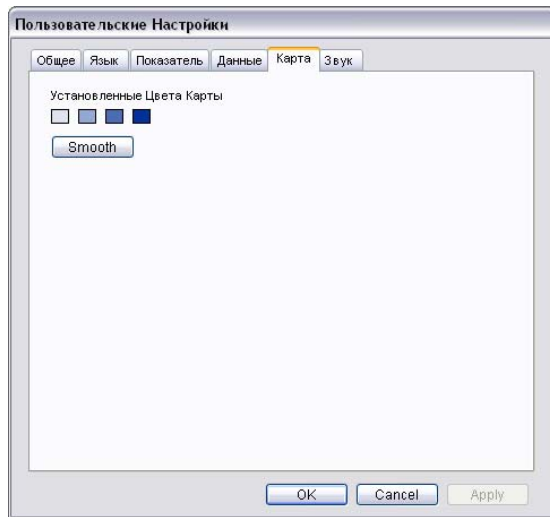 Пользовательские Настройки
Общее Язык Показатель Данные Карта Звук
Установленные Цвета Карты
Smooth
OK Cancel Apply